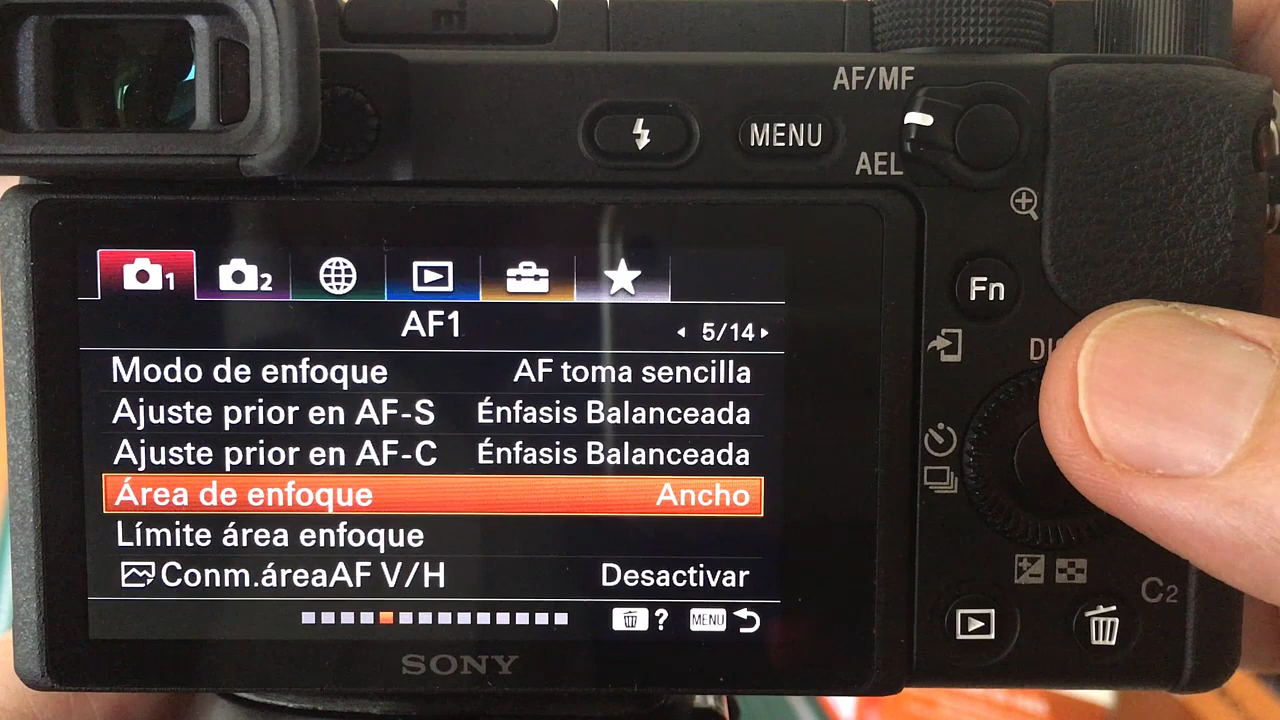 AF/MF
MENU
AEL
1
2
AF1
5/14
Fn
Modo de enfoque AF toma sencilla
Ajuste prior en AF-S Énfasis Balanceada
Ajuste prior en AF-C Énfasis Balanceada
Área de enfoque Ancho
Límite área enfoque
Conm.áreaAF V/H Desactivar
? MENU
C2
SONY